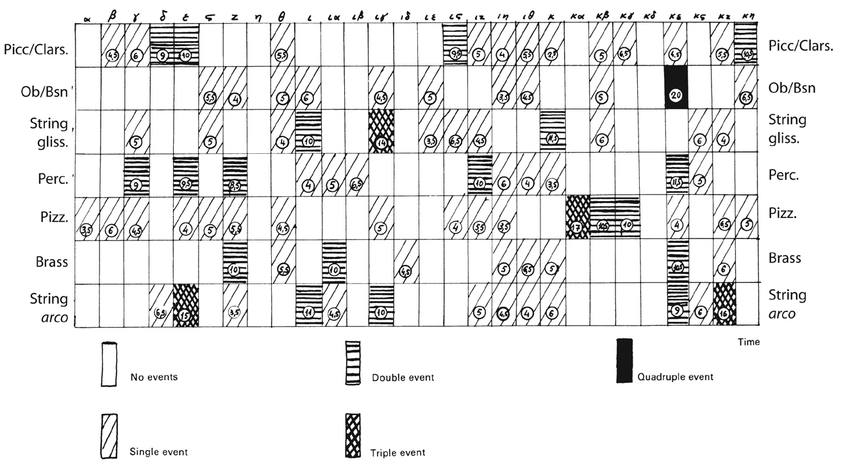 α β γ δ ε ς ζ η θ ι ια ιβ ιγ ιδ ιε ις ιζ ιη ιθ κ κα κβ κγ κδ κε κς κζ κη
Picc/Clars. 4,5 6 9 10 5,5 9,5 5 4 5 4,5 4,5 5,5 10,5 Picc/Clars.
Ob/Bsn 5,5 4 5 6 4,5 5 3,5 4,5 5 20 6,5 Ob/Bsn
String String
gliss. 5 5 4 10 14 3,5 6,5 4,5 11,5 6 6 4 gliss.
Perc. 9 9,5 8,5 4 5 6,5 10 6 4 3,5 11,5 5 Perc.
Pizz. 3,5 6 4,5 4 5 5,5 4,5 5 4 5,5 5,5 17 10,5 10 4 4,5 5 Pizz.
Brass 10 5,5 10 4,5 5 6,5 5 10,5 6 Brass
String String
arco 6,5 15 3,5 11 4,5 10 5 4,5 4 6 9 6 16 arco
Time
No events Double event Quadruple event
Single event Triple event